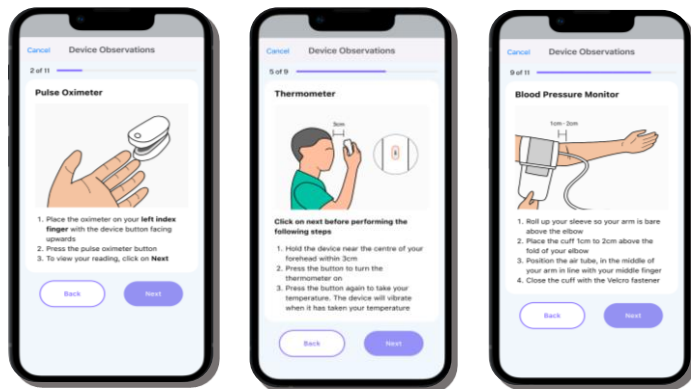 Cancel Device Observations
2 of 11
Pulse Oximeter
1. Place the oximeter on your left index
finger with the device button facing
upwards
2. Press the pulse oximeter button
3. To view your reading, click on Next
Back Next
Cancel Device Observations
5 of 9
Thermometer
3cm
Click on next before performing the
following steps
1. Hold the device near the centre of your
forehead within 3cm
2. Press the button to turn the
thermometer on
3. Press the button again to take your
temperature. The device will vibrate
when it has taken your temperature
Back Next
Cancel Device Observations
9 of 11
Blood Pressure Monitor
1cm - 2cm
1. Roll up your sleeve so your arm is bare
above the elbow
2. Place the cuff 1cm to 2cm above the
fold of your elbow
3. Position the air tube, in the middle of
your arm in line with your middle finger
4. Close the cuff with the Velcro fastener
Back Next